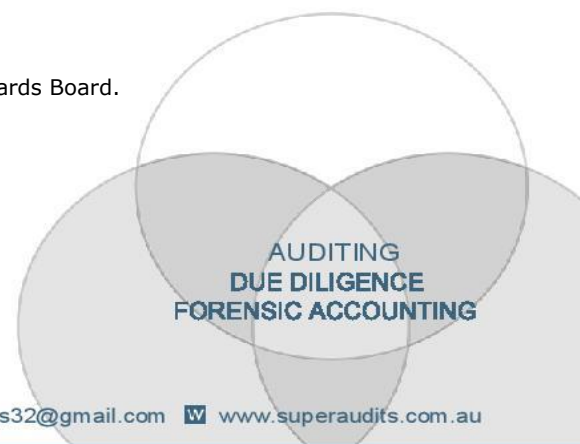 ards Board.
AUDITING
DUE DILIGENCE
FORENSIC ACCOUNTING
s32@gmail.com W www.superaudits.com.au